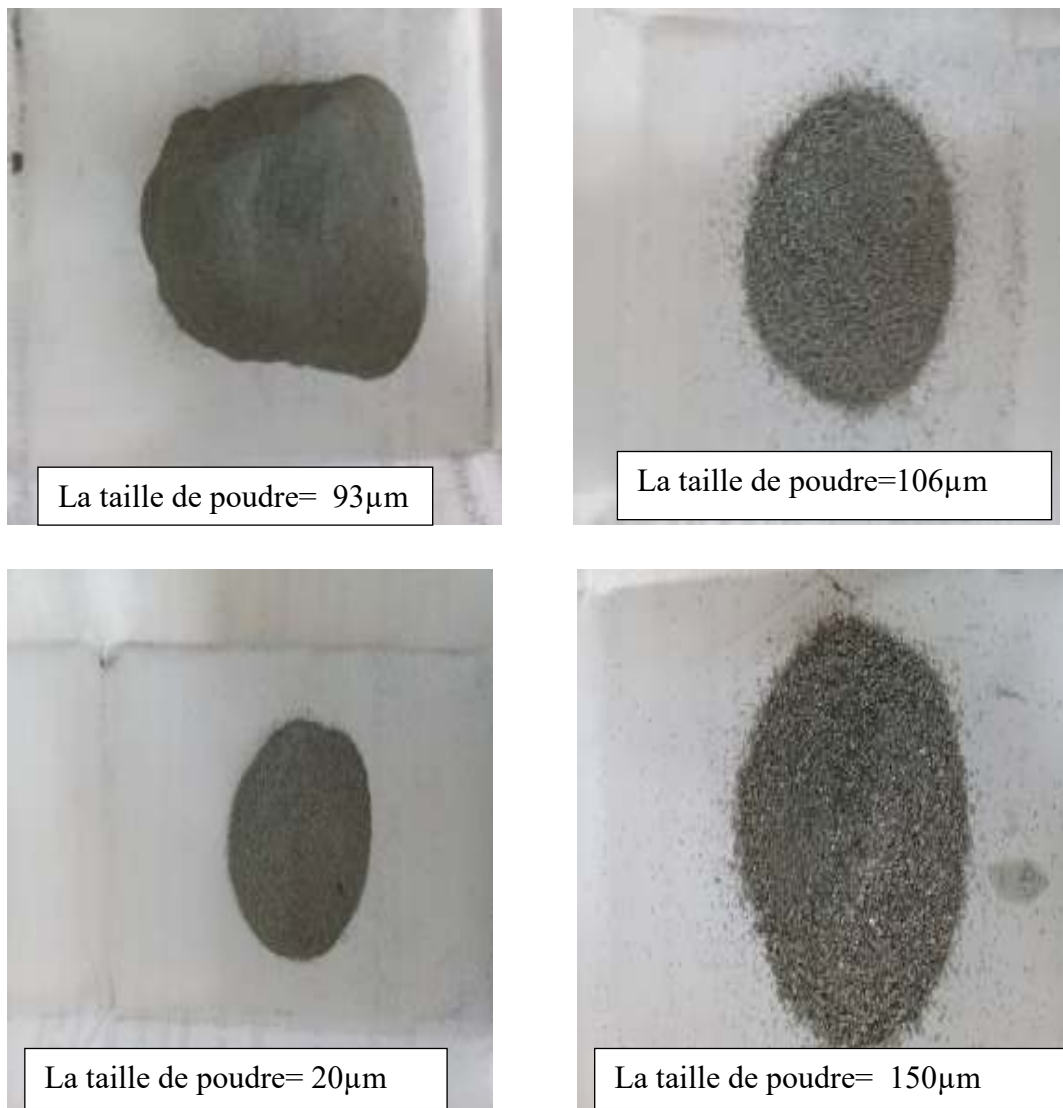 La taille de poudre=  93µm
La taille de poudre=106µm
La taille de poudre= 20µm
La taille de poudre=  150µm